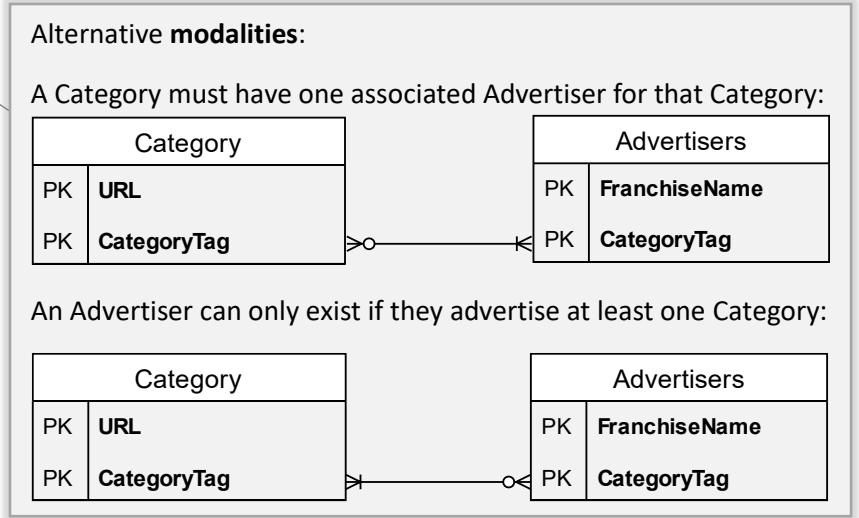 Alternative modalities:
A Category must have one associated Advertiser for that Category:
Category
PK URL
PK CategoryTag
Advertisers
PK FranchiseName
PK CategoryTag
An Advertiser can only exist if they advertise at least one Category:
Category
PK URL
PK CategoryTag
Advertisers
PK FranchiseName
PK CategoryTag